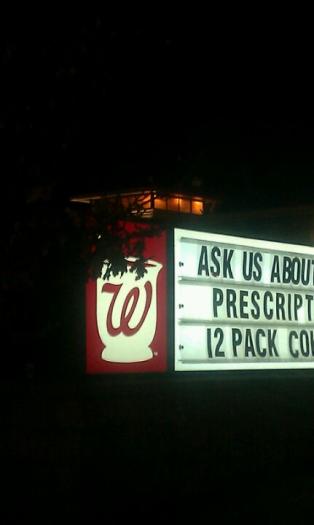 W
ASK US ABOUT
PRESCRIPT
12 PACK CO